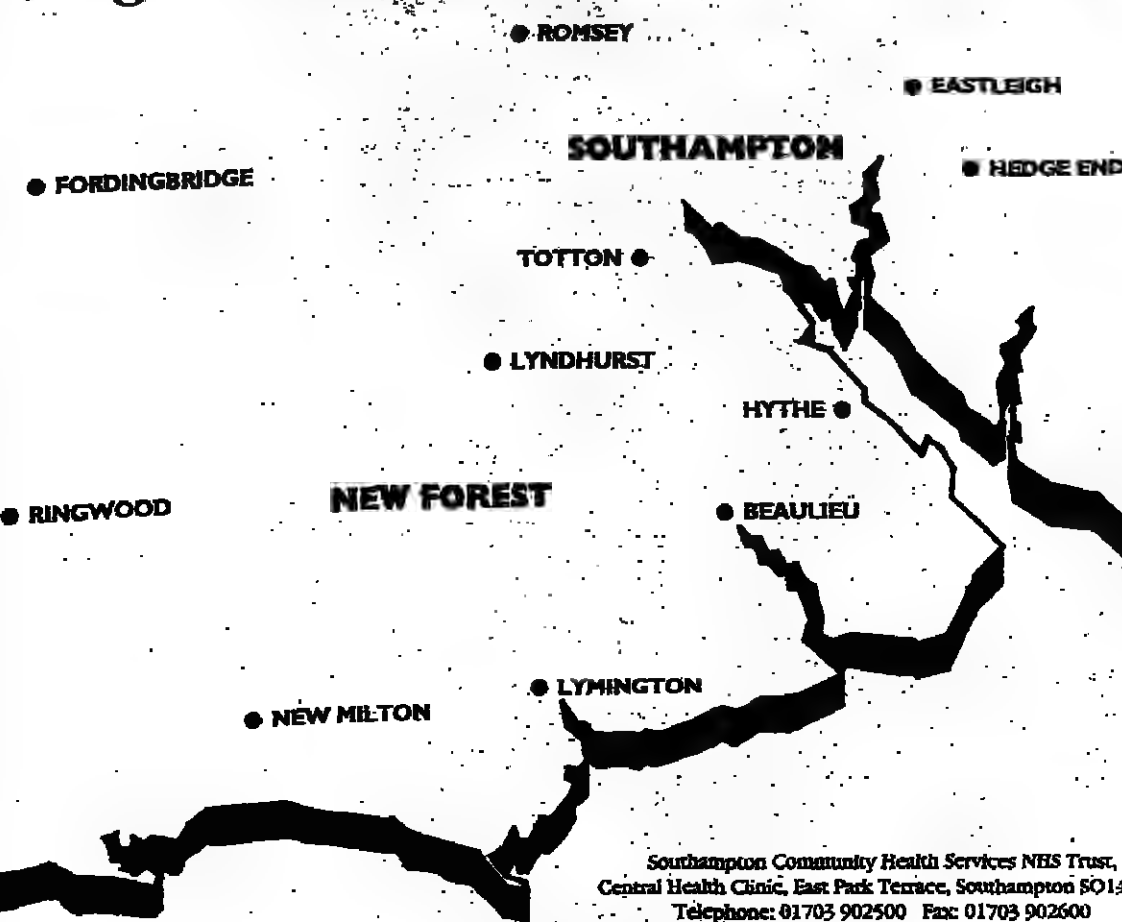 ROMSEY
EASTLEIGH
SOUTHAMPTON
HEDGE END
FORDINGBRIDGE
TOTTON
LYNDHURST
HYTHE
NEW FOREST
RINGWOOD
BEAULIEU
LYMINGTON
NEW MILTON
Southampton Community Health Services NHS Trust,
Central Health Clinic, East Park Terrace, Southampton
Telephone: 01703 902500 Fax: 01703 902600